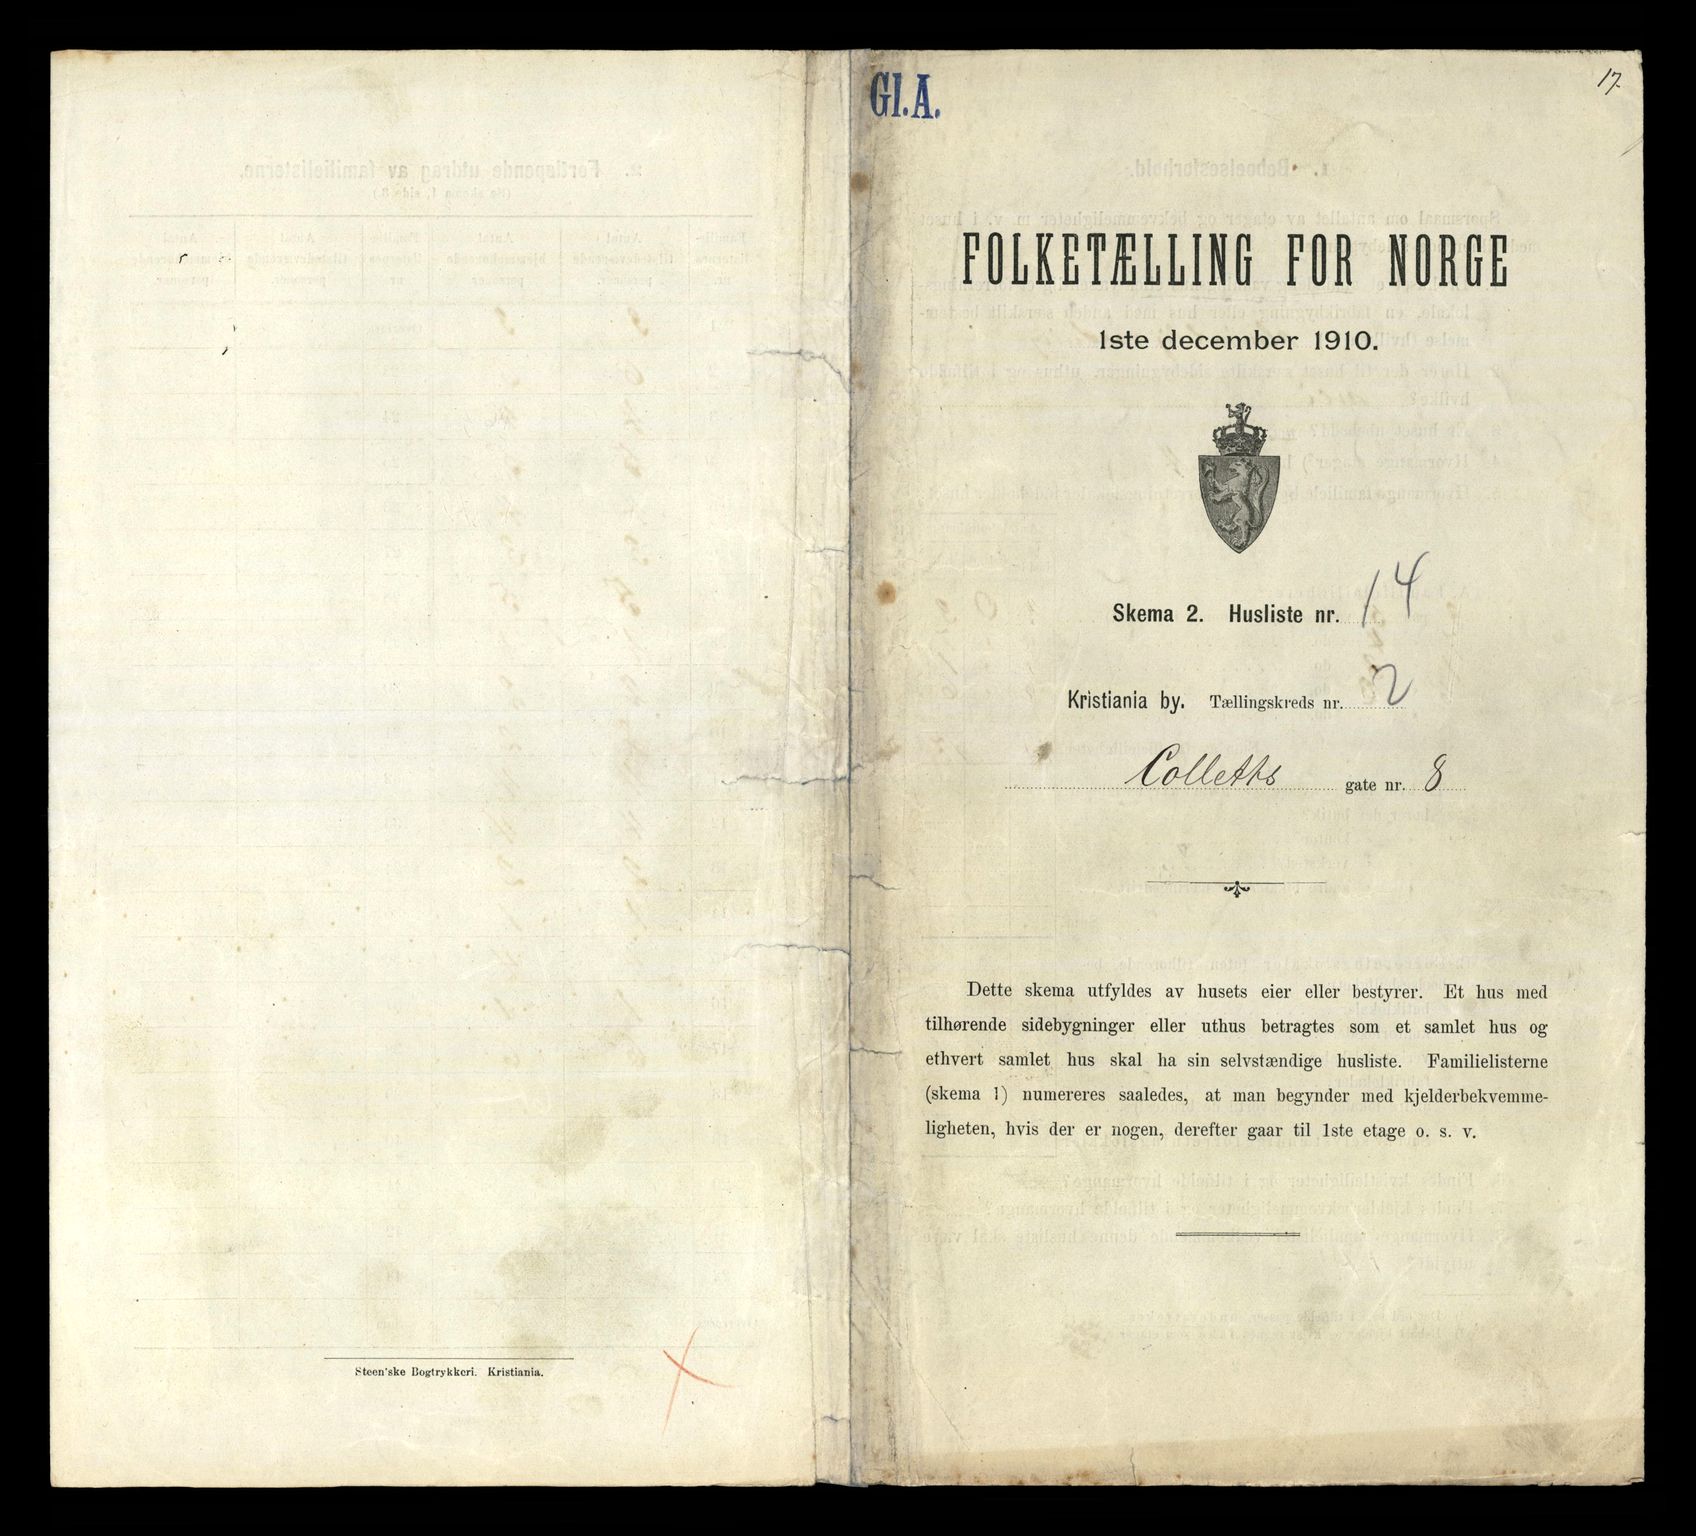 Gl.A.
17.
FOLKETÆLLING FOR NORGE
1ste december 1910.
Skema 2. Husliste nr. 14
Kristiania by. Tællingskreds nr. 2
Colletts gate nr. 8
Dette skema utfyldes av husets eier eller bestyrer. Et hus med
tilhørende sidebygninger eller uthus betragtes som et samlet hus og
ethvert samlet hus skal ha sin selvstændige husliste. Familielisterne
(skema 1) numereres saaledes, at man begynder med kjelderbekvemme-
ligheten, hvis der er nogen, derefter gaar til 1ste etage o. s. v.
Steen'ske Bogtrykkeri. Kristiania.